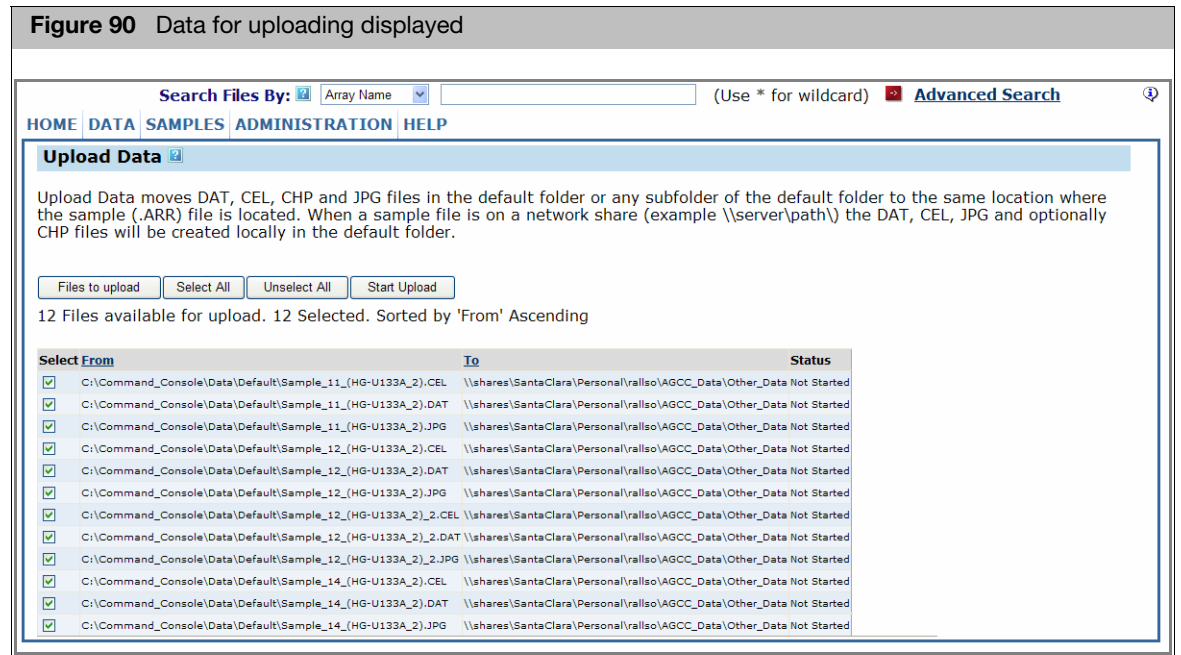 Figure 90 Data for uploading displayed
Search Files By: Array Name (Use * for wildcard) Advanced Search
HOME DATA SAMPLES ADMINISTRATION HELP
Upload Data
Upload Data moves DAT, CEL, CHP and JPG files in the default folder or any subfolder of the default folder to the same location where
the sample (.ARR) file is located. When a sample file is on a network share (example \\server\path\) the DAT, CEL, JPG and optionally
CHP files will be created locally in the default folder.
Files to upload Select All Unselect All Start Upload
12 Files available for upload. 12 Selected. Sorted by 'From' Ascending
Select From To Status
C:\Command_Console\Data\Default\Sample_11_(HG-U133A_2).CEL \\shares\SantaClara\Personal\rallso\AGCC_Data\Other_Data Not Started
C:\Command_Console\Data\Default\Sample_11_(HG-U133A_2).DAT \\shares\SantaClara\Personal\rallso\AGCC_Data\Other_Data Not Started
C:\Command_Console\Data\Default\Sample_11_(HG-U133A_2).JPG \\shares\SantaClara\Personal\rallso\AGCC_Data\Other_Data Not Started
C:\Command_Console\Data\Default\Sample_12_(HG-U133A_2).CEL \\shares\SantaClara\Personal\rallso\AGCC_Data\Other_Data Not Started
C:\Command_Console\Data\Default\Sample_12_(HG-U133A_2).DAT \\shares\SantaClara\Personal\rallso\AGCC_Data\Other_Data Not Started
C:\Command_Console\Data\Default\Sample_12_(HG-U133A_2).JPG \\shares\SantaClara\Personal\rallso\AGCC_Data\Other_Data Not Started
C:\Command_Console\Data\Default\Sample_12_(HG-U133A_2)_2.CEL \\shares\SantaClara\Personal\rallso\AGCC_Data\Other_Data Not Started
C:\Command_Console\Data\Default\Sample_12_(HG-U133A_2)_2.DAT \\shares\SantaClara\Personal\rallso\AGCC_Data\Other_Data Not Started
C:\Command_Console\Data\Default\Sample_12_(HG-U133A_2)_2.JPG \\shares\SantaClara\Personal\rallso\AGCC_Data\Other_Data Not Started
C:\Command_Console\Data\Default\Sample_14_(HG-U133A_2).CEL \\shares\SantaClara\Personal\rallso\AGCC_Data\Other_Data Not Started
C:\Command_Console\Data\Default\Sample_14_(HG-U133A_2).DAT \\shares\SantaClara\Personal\rallso\AGCC_Data\Other_Data Not Started
C:\Command_Console\Data\Default\Sample_14_(HG-U133A_2).JPG \\shares\SantaClara\Personal\rallso\AGCC_Data\Other_Data Not Started